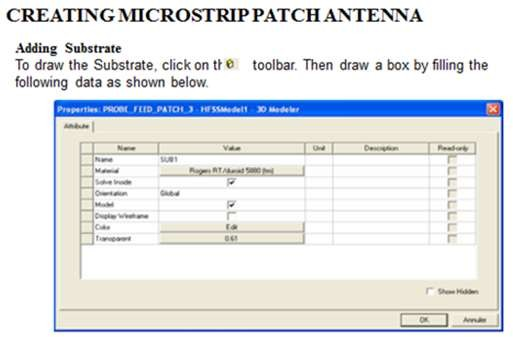 CREATING MICROSTRIP PATCH ANTENNA
Adding Substrate
To draw the Substrate, click on th toolbar. Then draw a box by filling the
following data as shown below.
Properties: PROBE_FEED_PATCH_3 - HFSSModel1 - 3D Modeler
Attribute
Name Value Unit Description Read-only
Name SUB1
Material Rogers RT/duroid 5880 (tm)
Solve Inside
Orientation Global
Model
Display Wireframe
Color Edit
Transparent 0.61
Show Hidden
OK Annuler